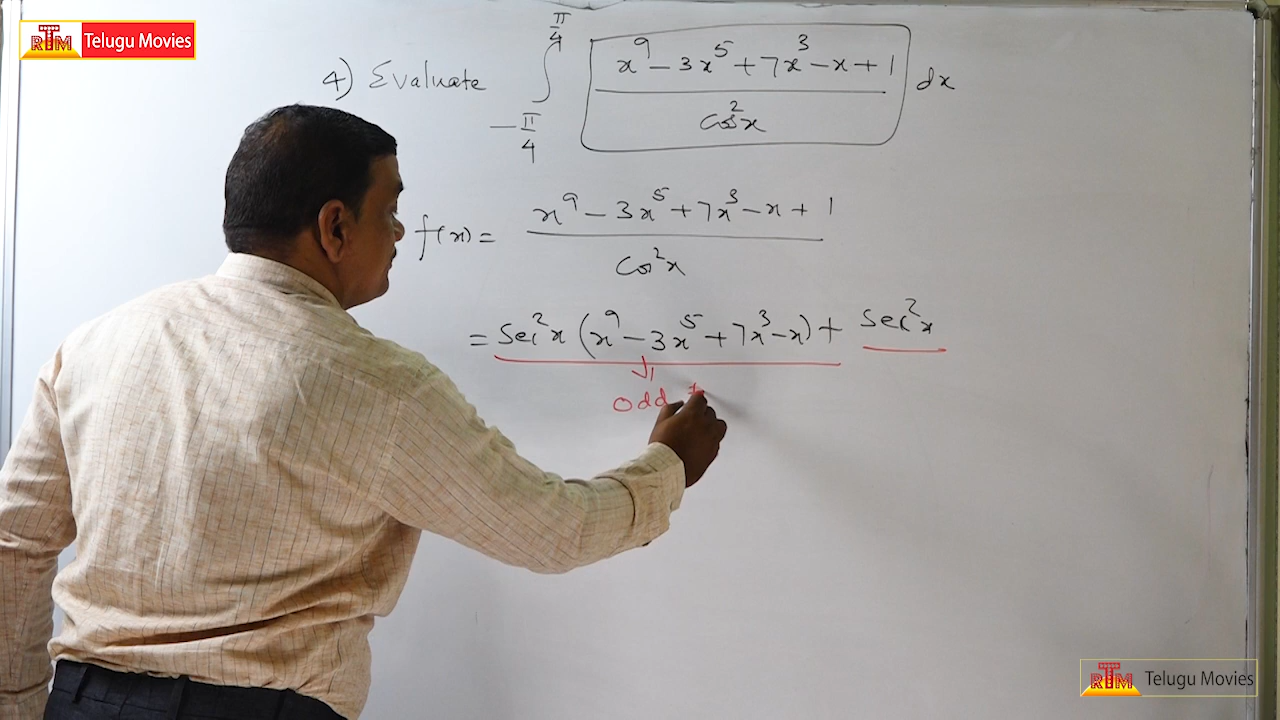 RTM Telugu Movies
4) Evaluate ∫_{-π/4}^{π/4} (x⁹ - 3x⁵ + 7x³ - x + 1)/(cos²x) dx
f(x) = (x⁹ - 3x⁵ + 7x³ - x + 1)/(cos²x)
= Sec²x (x⁹ - 3x⁵ + 7x³ - x) + Sec²x
odd
RTM Telugu Movies